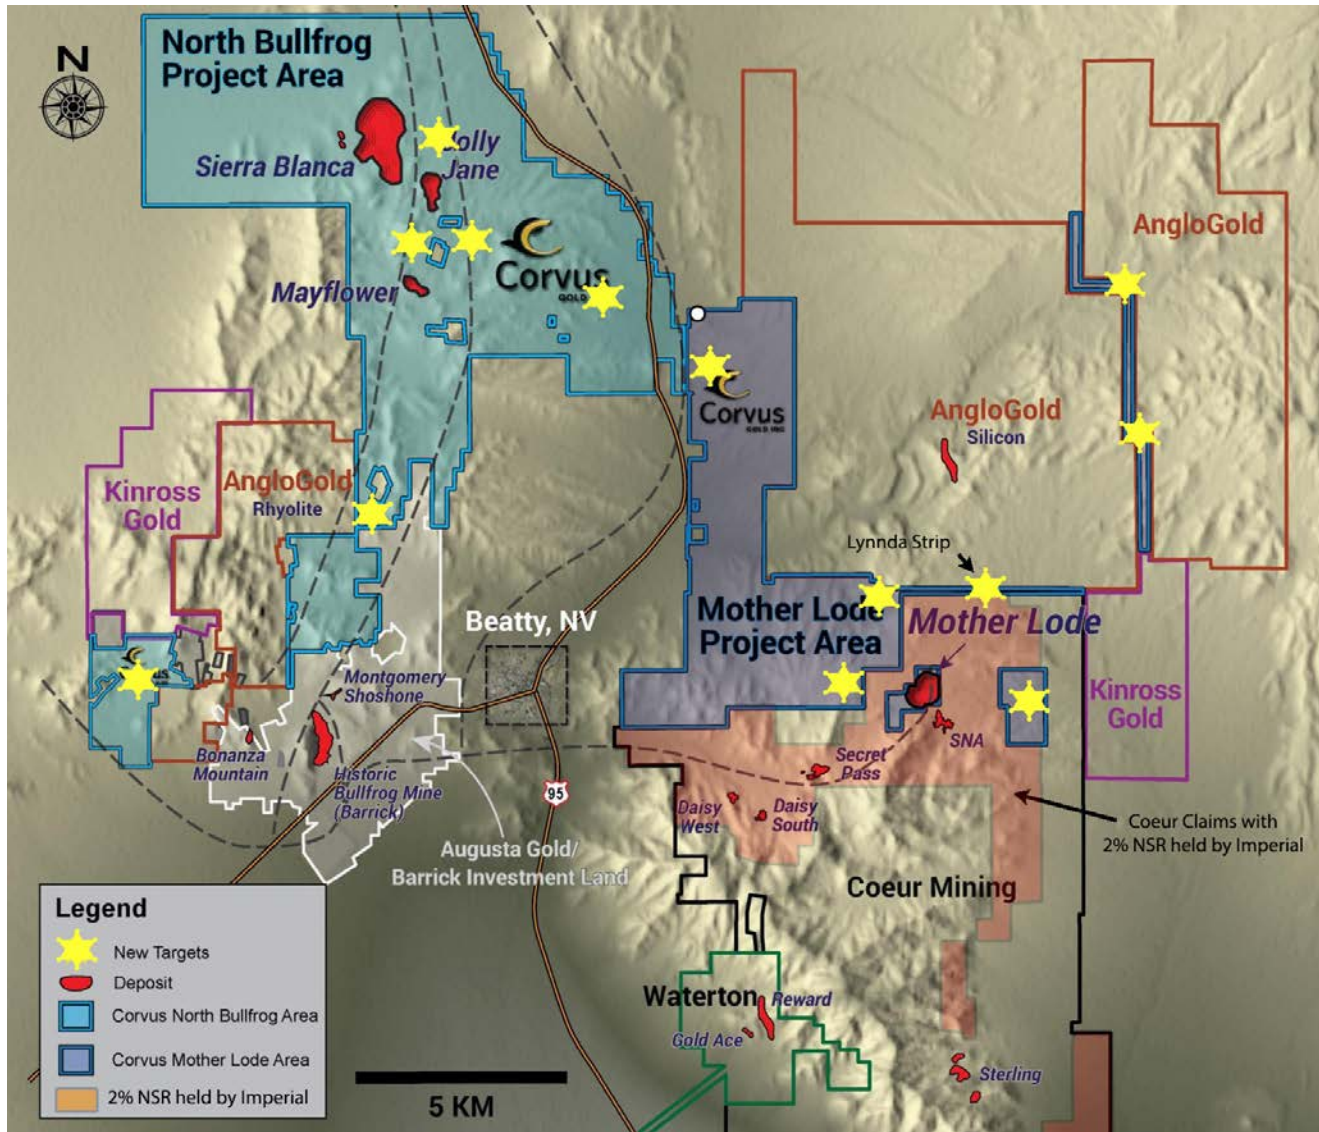 North Bullfrog
Project Area
N
Sierra Blanca
Jolly
Jane
Corvus
GOLD
Mayflower
AngloGold
AngloGold
Silicon
Corvus
Kinross
Gold
AngloGold
Rhyolite
Lynnda Strip
Beatty, NV
Mother Lode
Project Area
Mother Lode
Kinross
Gold
Montgomery
Shoshone
Bonanza
Mountain
Historic
Bullfrog Mine
(Barrick)
SNA
Secret
Pass
Daisy
West
Daisy
South
95
Coeur Claims with
2% NSR held by Imperial
Augusta Gold/
Barrick Investment Land
Coeur Mining
Waterton
Reward
Gold Ace
Sterling
Legend
New Targets
Deposit
Corvus North Bullfrog Area
Corvus Mother Lode Area
2% NSR held by Imperial
5 KM